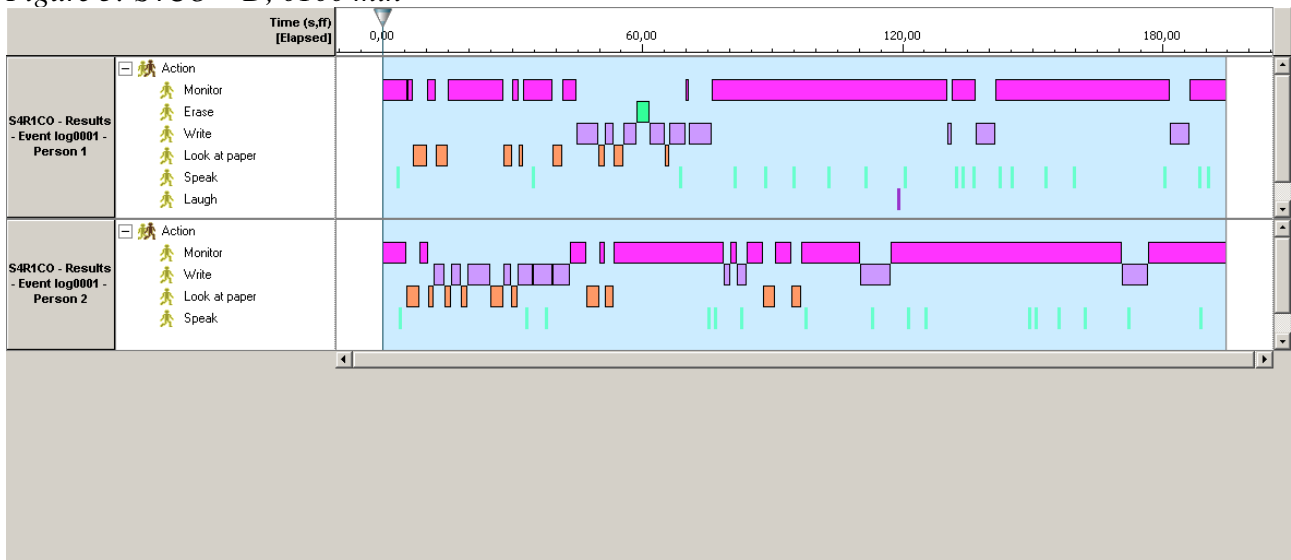 Time (s,ff)
[Elapsed]
0,00 60,00 120,00 180,00
S4R1CO - Results
- Event log0001 -
Person 1
Action
Monitor
Erase
Write
Look at paper
Speak
Laugh
S4R1CO - Results
- Event log0001 -
Person 2
Action
Monitor
Write
Look at paper
Speak